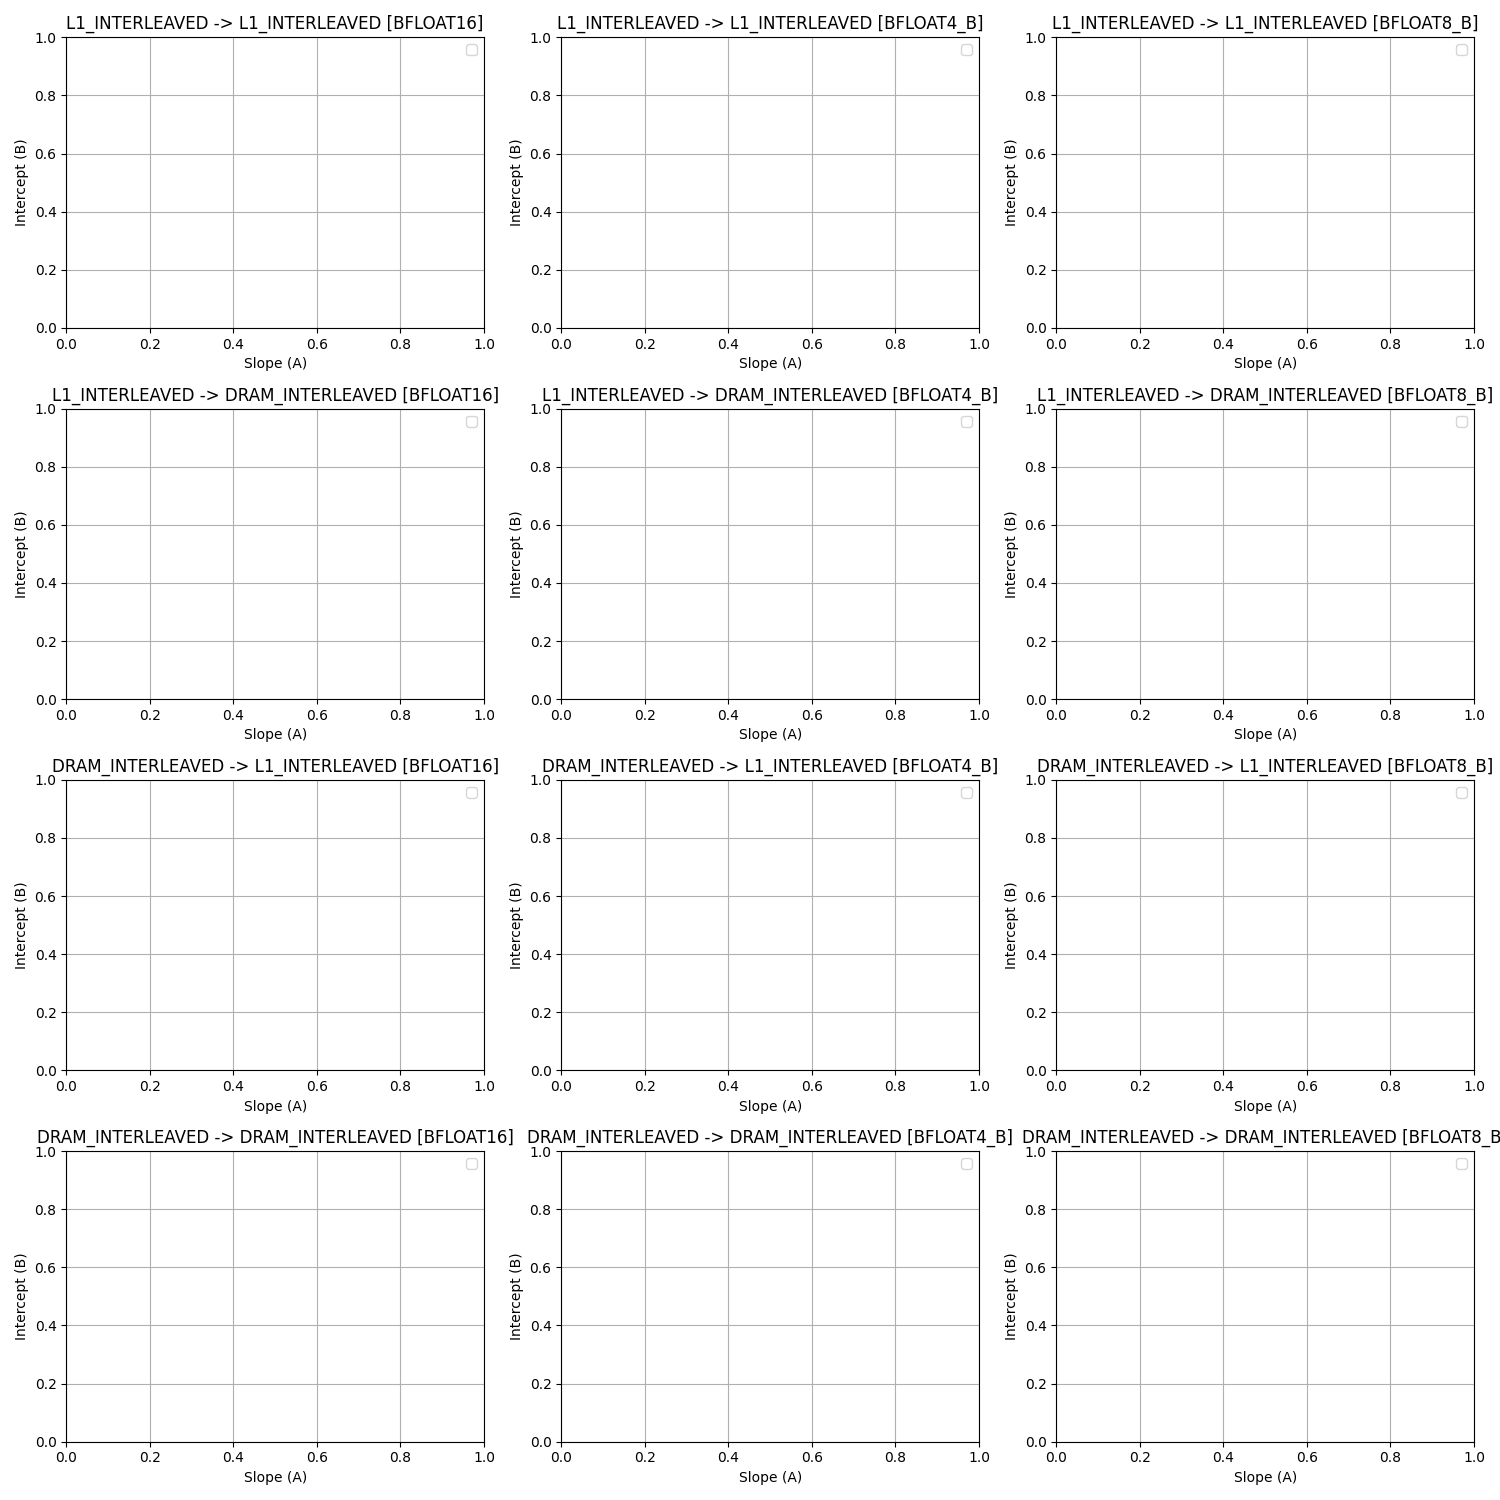 L1_INTERLEAVED -> L1_INTERLEAVED [BFLOAT16]
1.0
0.8
0.6
0.4
0.2
0.0
Intercept (B)
0.0 0.2 0.4 0.6 0.8 1.0
Slope (A)
L1_INTERLEAVED -> L1_INTERLEAVED [BFLOAT4_B]
1.0
0.8
0.6
0.4
0.2
0.0
Intercept (B)
0.0 0.2 0.4 0.6 0.8 1.0
Slope (A)
L1_INTERLEAVED -> L1_INTERLEAVED [BFLOAT8_B]
1.0
0.8
0.6
0.4
0.2
0.0
Intercept (B)
0.0 0.2 0.4 0.6 0.8 1.0
Slope (A)
L1_INTERLEAVED -> DRAM_INTERLEAVED [BFLOAT16]
1.0
0.8
0.6
0.4
0.2
0.0
Intercept (B)
0.0 0.2 0.4 0.6 0.8 1.0
Slope (A)
L1_INTERLEAVED -> DRAM_INTERLEAVED [BFLOAT4_B]
1.0
0.8
0.6
0.4
0.2
0.0
Intercept (B)
0.0 0.2 0.4 0.6 0.8 1.0
Slope (A)
L1_INTERLEAVED -> DRAM_INTERLEAVED [BFLOAT8_B]
1.0
0.8
0.6
0.4
0.2
0.0
Intercept (B)
0.0 0.2 0.4 0.6 0.8 1.0
Slope (A)
DRAM_INTERLEAVED -> L1_INTERLEAVED [BFLOAT16]
1.0
0.8
0.6
0.4
0.2
0.0
Intercept (B)
0.0 0.2 0.4 0.6 0.8 1.0
Slope (A)
DRAM_INTERLEAVED -> L1_INTERLEAVED [BFLOAT4_B]
1.0
0.8
0.6
0.4
0.2
0.0
Intercept (B)
0.0 0.2 0.4 0.6 0.8 1.0
Slope (A)
DRAM_INTERLEAVED -> L1_INTERLEAVED [BFLOAT8_B]
1.0
0.8
0.6
0.4
0.2
0.0
Intercept (B)
0.0 0.2 0.4 0.6 0.8 1.0
Slope (A)
DRAM_INTERLEAVED -> DRAM_INTERLEAVED [BFLOAT16]
1.0
0.8
0.6
0.4
0.2
0.0
Intercept (B)
0.0 0.2 0.4 0.6 0.8 1.0
Slope (A)
DRAM_INTERLEAVED -> DRAM_INTERLEAVED [BFLOAT4_B]
1.0
0.8
0.6
0.4
0.2
0.0
Intercept (B)
0.0 0.2 0.4 0.6 0.8 1.0
Slope (A)
DRAM_INTERLEAVED -> DRAM_INTERLEAVED [BFLOAT8_B
1.0
0.8
0.6
0.4
0.2
0.0
Intercept (B)
0.0 0.2 0.4 0.6 0.8 1.0
Slope (A)